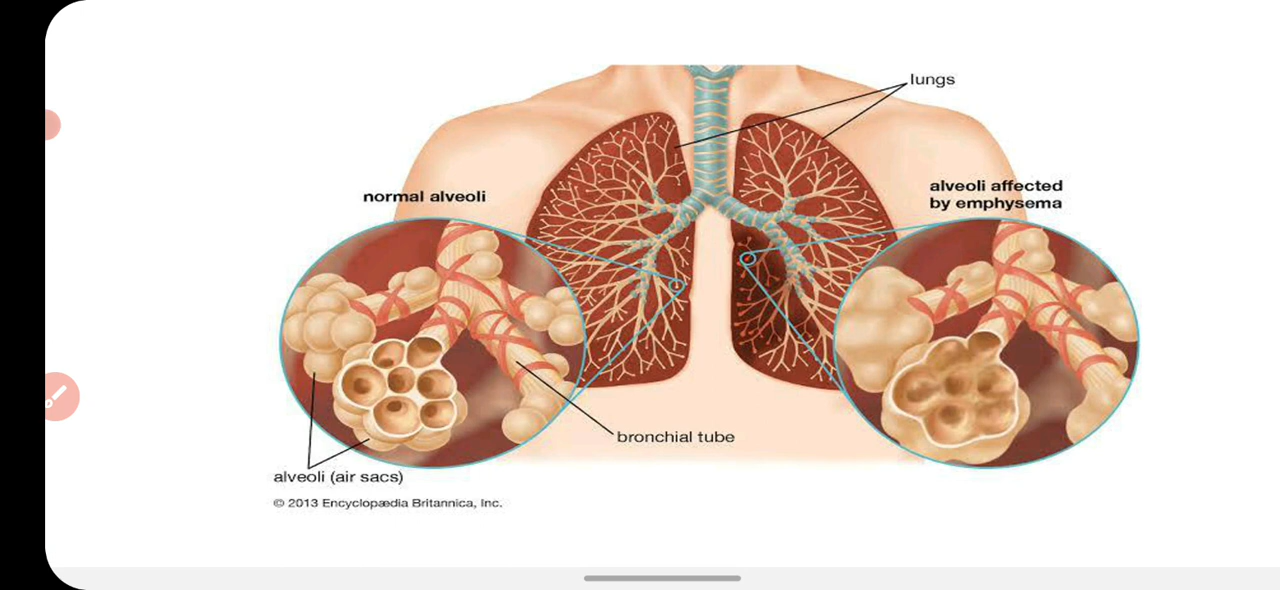 lungs
normal alveoli
alveoli affected
by emphysema
bronchial tube
alveoli (air sacs)
© 2013 Encyclopædia Britannica, Inc.